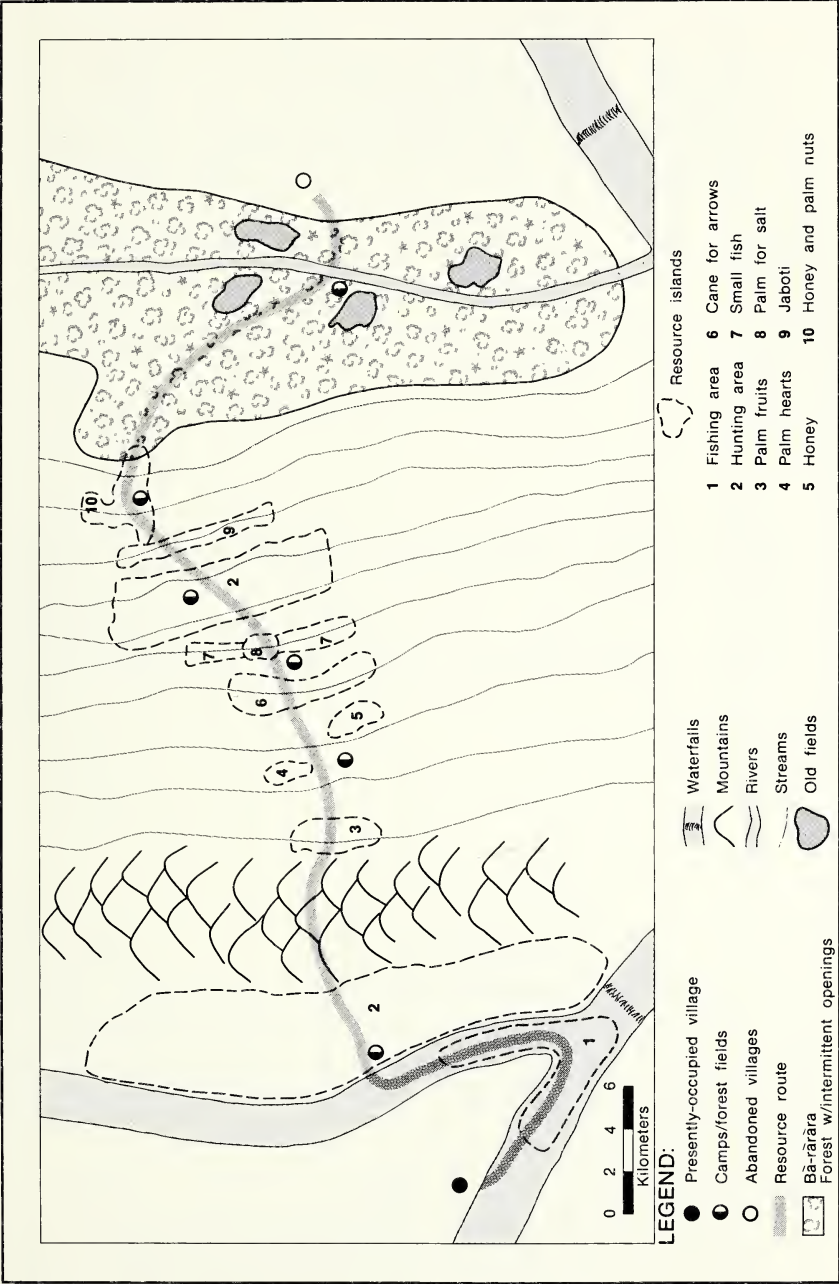 10
9
2
7
8
7
6
5
4
3
2
1
0 2 4 6
Kilometers
LEGEND:
Presently-occupied village
Camps/forest fields
Abandoned villages
Resource route
Bà-ràràra
Forest w/intermittent openings
Waterfalls
Mountains
Rivers
Streams
Old fields
Resource islands
1 Fishing area
2 Hunting area
3 Palm fruits
4 Palm hearts
5 Honey
6 Cane for arrows
7 Small fish
8 Palm for salt
9 Jaboti
10 Honey and palm nuts